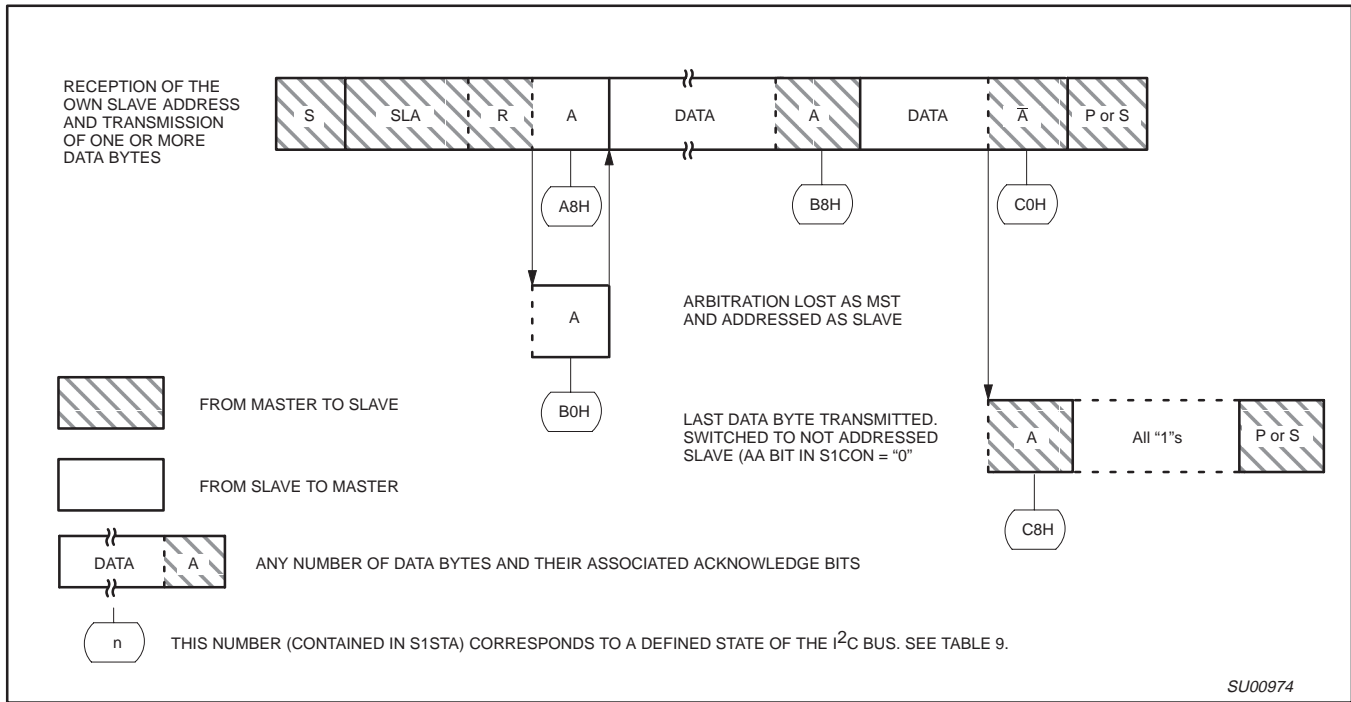 RECEPTION OF THE
OWN SLAVE ADDRESS
AND TRANSMISSION
OF ONE OR MORE
DATA BYTES
S SLA R A DATA A DATA A̅ P or S
A8H B8H C0H
A
ARBITRATION LOST AS MST
AND ADDRESSED AS SLAVE
B0H
FROM MASTER TO SLAVE
LAST DATA BYTE TRANSMITTED.
SWITCHED TO NOT ADDRESSED
SLAVE (AA BIT IN S1CON = “0”
A All “1”s P or S
C8H
FROM SLAVE TO MASTER
DATA A ANY NUMBER OF DATA BYTES AND THEIR ASSOCIATED ACKNOWLEDGE BITS
n THIS NUMBER (CONTAINED IN S1STA) CORRESPONDS TO A DEFINED STATE OF THE I²C BUS. SEE TABLE 9.
SU00974